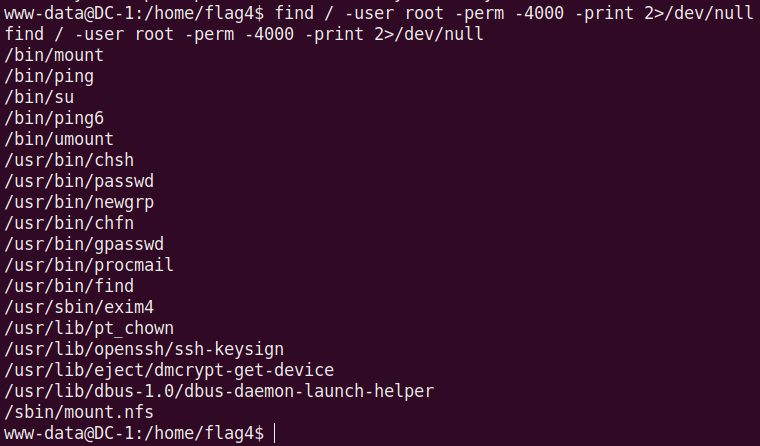 www-data@DC-1:/home/flag4$ find / -user root -perm -4000 -print 2>/dev/null
find / -user root -perm -4000 -print 2>/dev/null
/bin/mount
/bin/ping
/bin/su
/bin/ping6
/bin/umount
/usr/bin/chsh
/usr/bin/passwd
/usr/bin/newgrp
/usr/bin/chfn
/usr/bin/gpasswd
/usr/bin/procmail
/usr/bin/find
/usr/sbin/exim4
/usr/lib/pt_chown
/usr/lib/openssh/ssh-keysign
/usr/lib/eject/dmcrypt-get-device
/usr/lib/dbus-1.0/dbus-daemon-launch-helper
/sbin/mount.nfs
www-data@DC-1:/home/flag4$